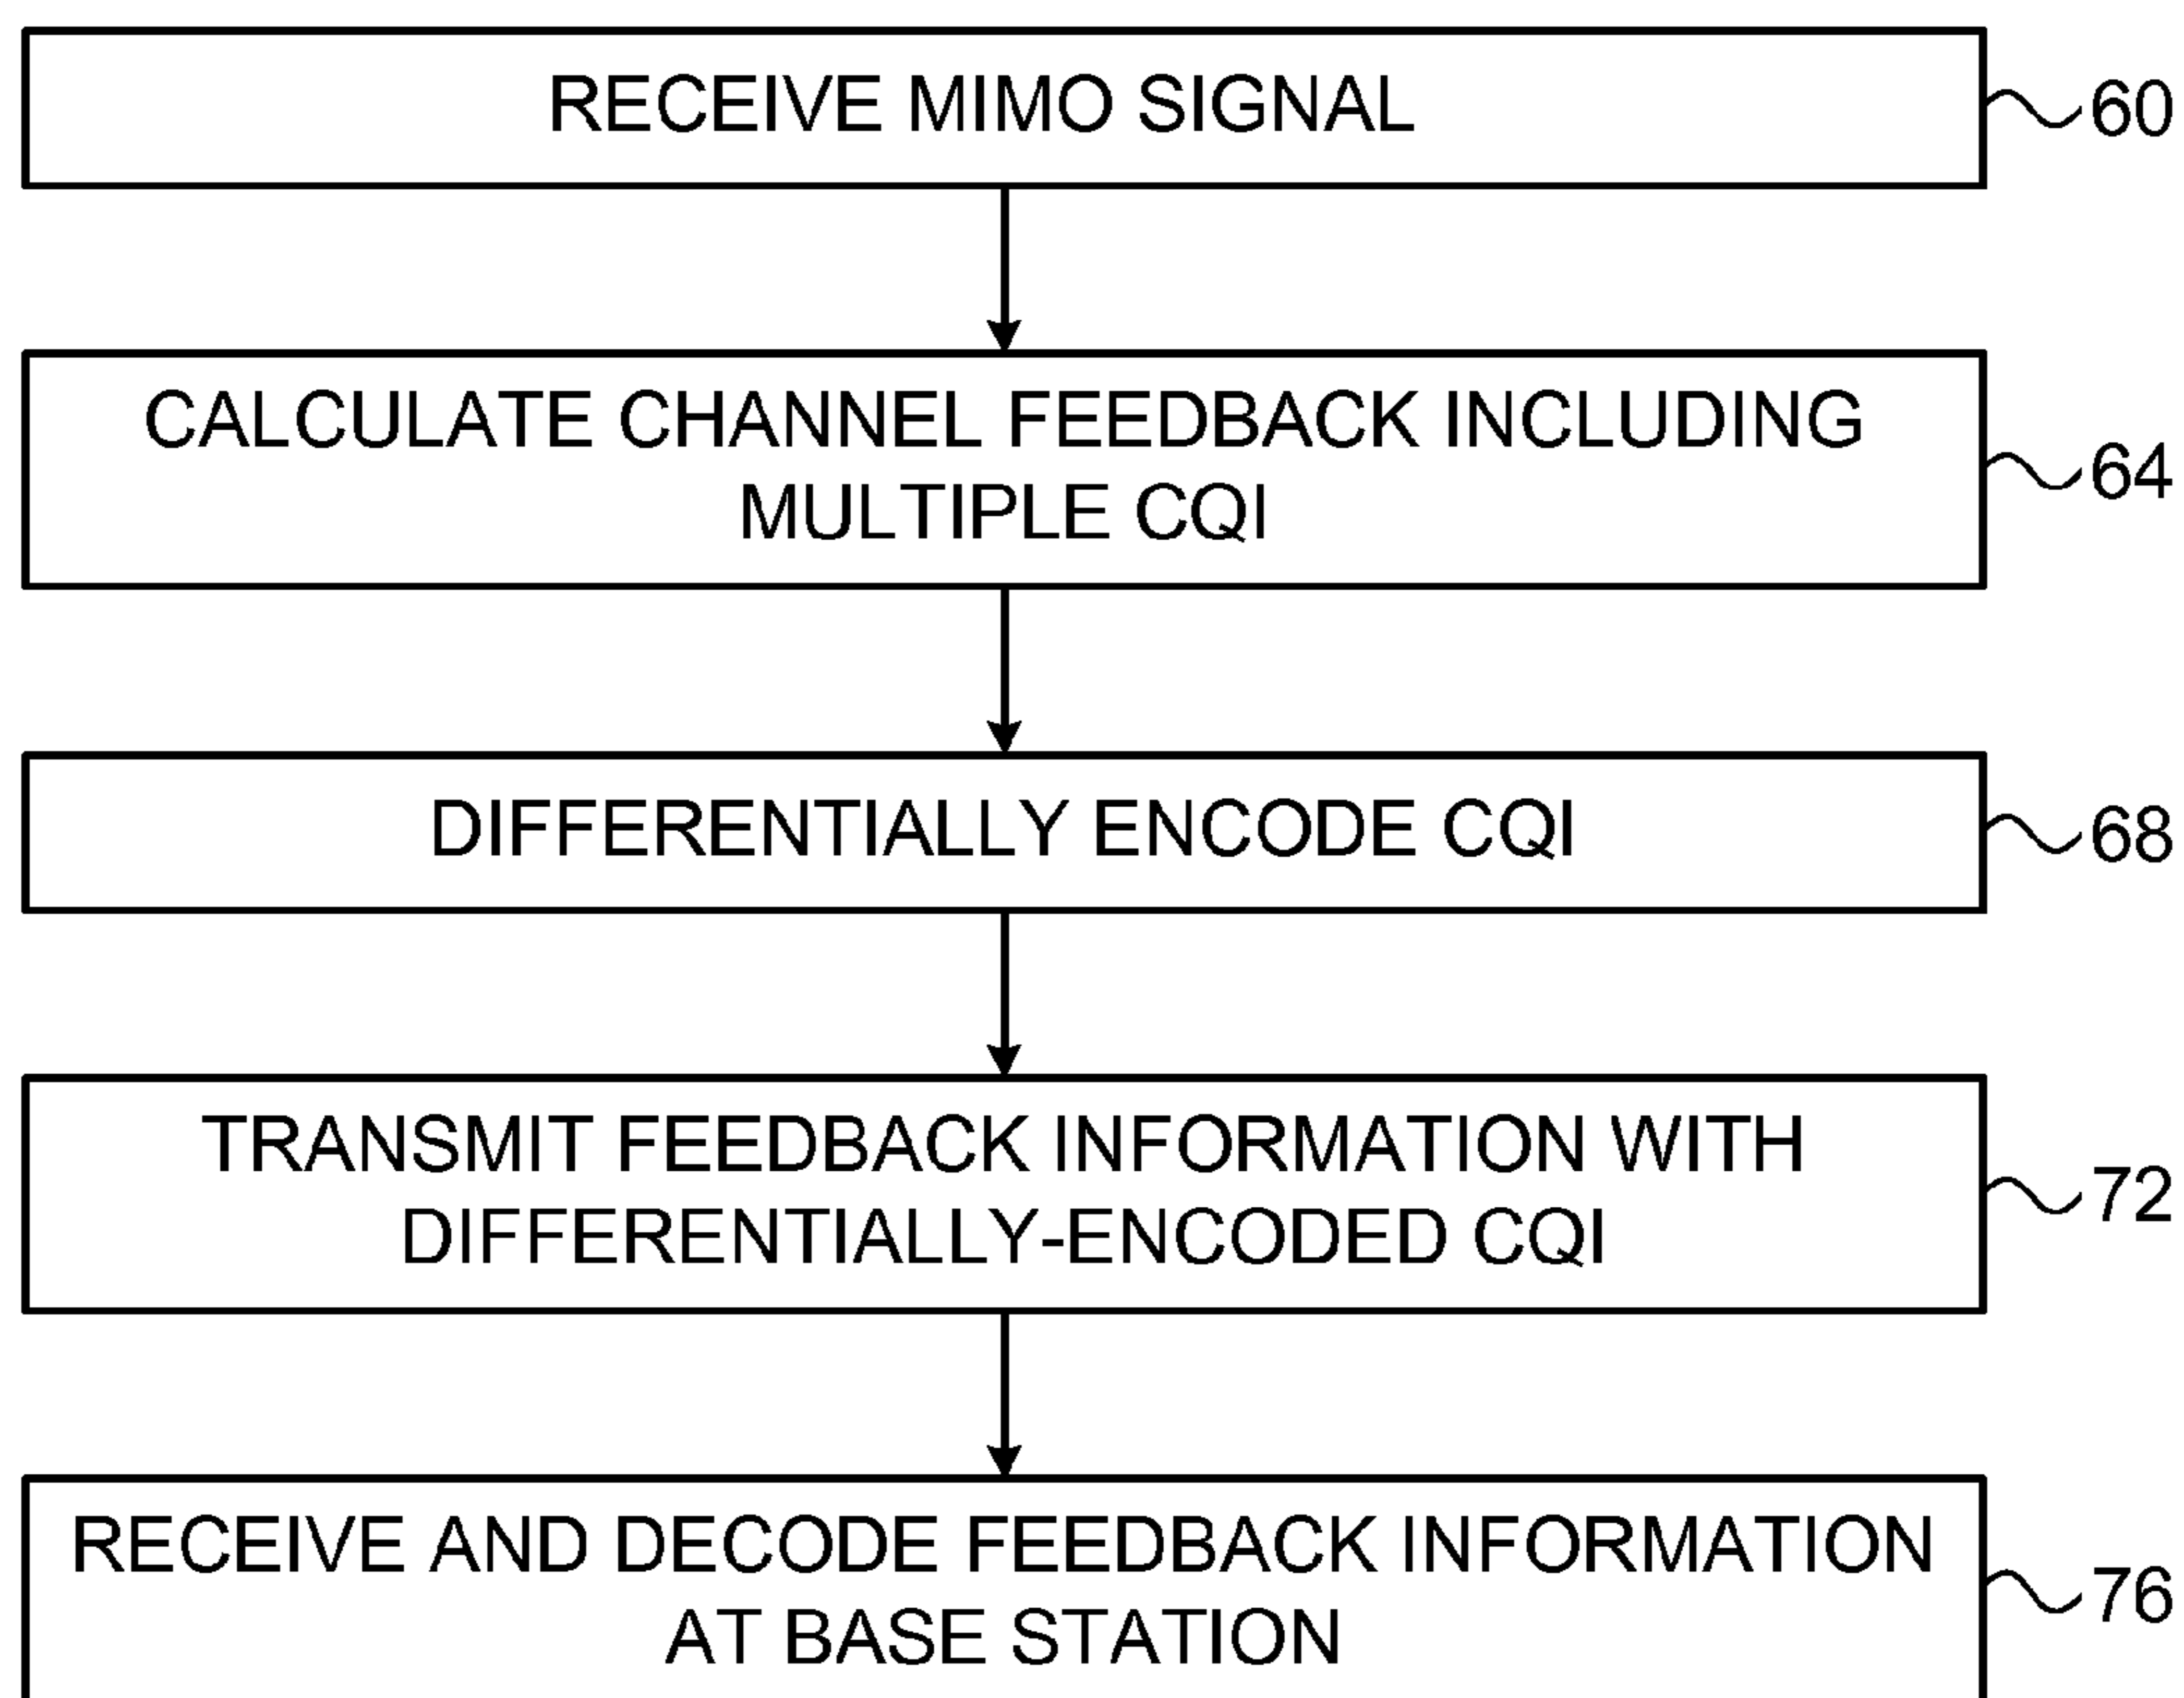 RECEIVE MIMO SIGNAL
60
CALCULATE CHANNEL FEEDBACK INCLUDING
MULTIPLE CQI
64
DIFFERENTIALLY ENCODE CQI
68
TRANSMIT FEEDBACK INFORMATION WITH
DIFFERENTIALLY-ENCODED CQI
72
RECEIVE AND DECODE FEEDBACK INFORMATION
AT BASE STATION
76